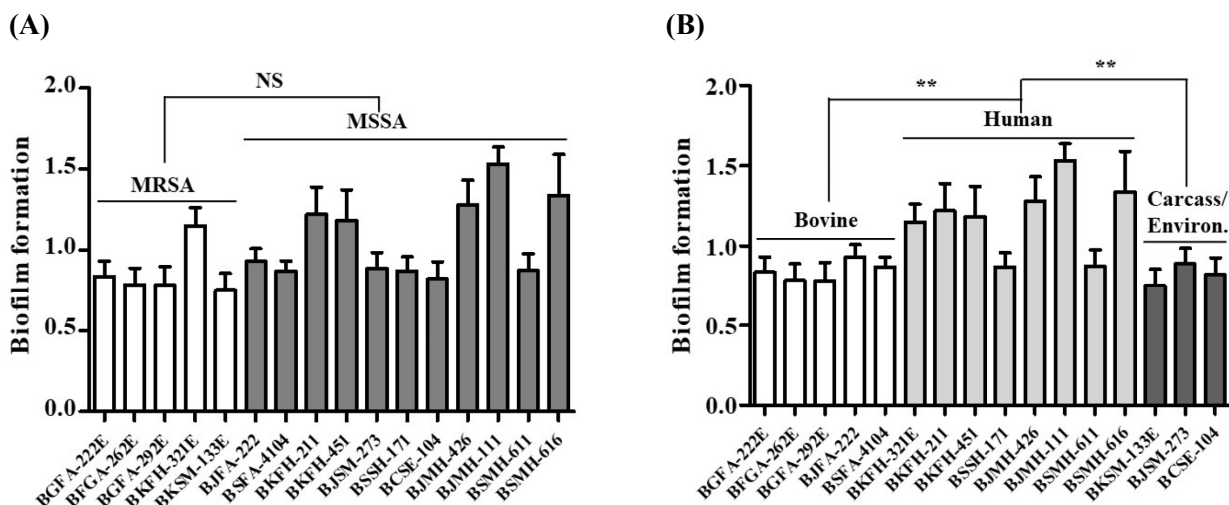 (A)
Biofilm formation
2.0
1.5
1.0
0.5
0.0
NS
MSSA
MRSA
BGFA-222E
BFGA-262E
BGFA-292E
BKFH-321E
BKSM-133E
BJFA-222
BSFA-4104
BKFH-211
BKFH-451
BJSM-273
BSSH-171
BCSE-104
BJMH-426
BJMH-111
BSMH-611
BSMH-616
(B)
Biofilm formation
2.0
1.5
1.0
0.5
0.0
**
**
Human
Bovine
Carcass/
Environ.
BGFA-222E
BFGA-262E
BGFA-292E
BJFA-222
BSFA-4104
BKFH-321E
BKFH-211
BKFH-451
BSSH-171
BJMH-426
BJMH-111
BSMH-611
BSMH-616
BKSM-133E
BJSM-273
BCSE-104